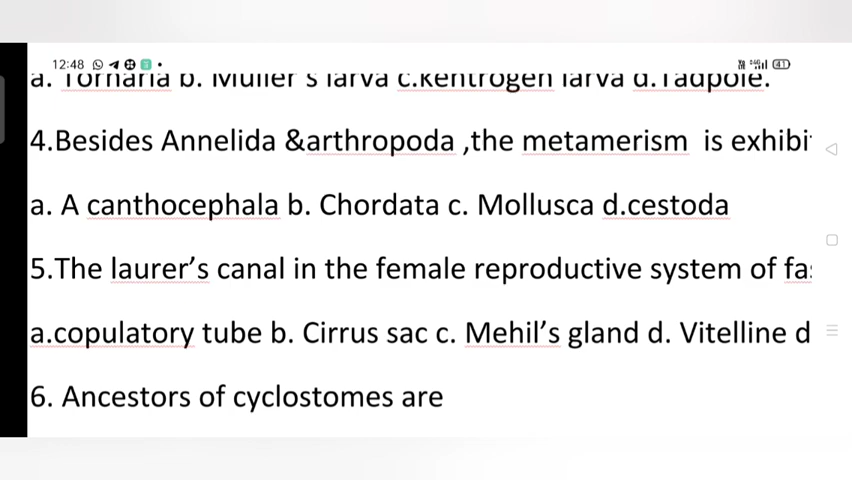 12:48
a. Tornaria b. Muller's larva c.Kentrogen larva d.Tadpole.
4.Besides Annelida &arthropoda ,the metamerism is exhibi
a. A canthocephala b. Chordata c. Mollusca d.cestoda
5.The laurer's canal in the female reproductive system of fa
a.copulatory tube b. Cirrus sac c. Mehil's gland d. Vitelline d
6. Ancestors of cyclostomes are